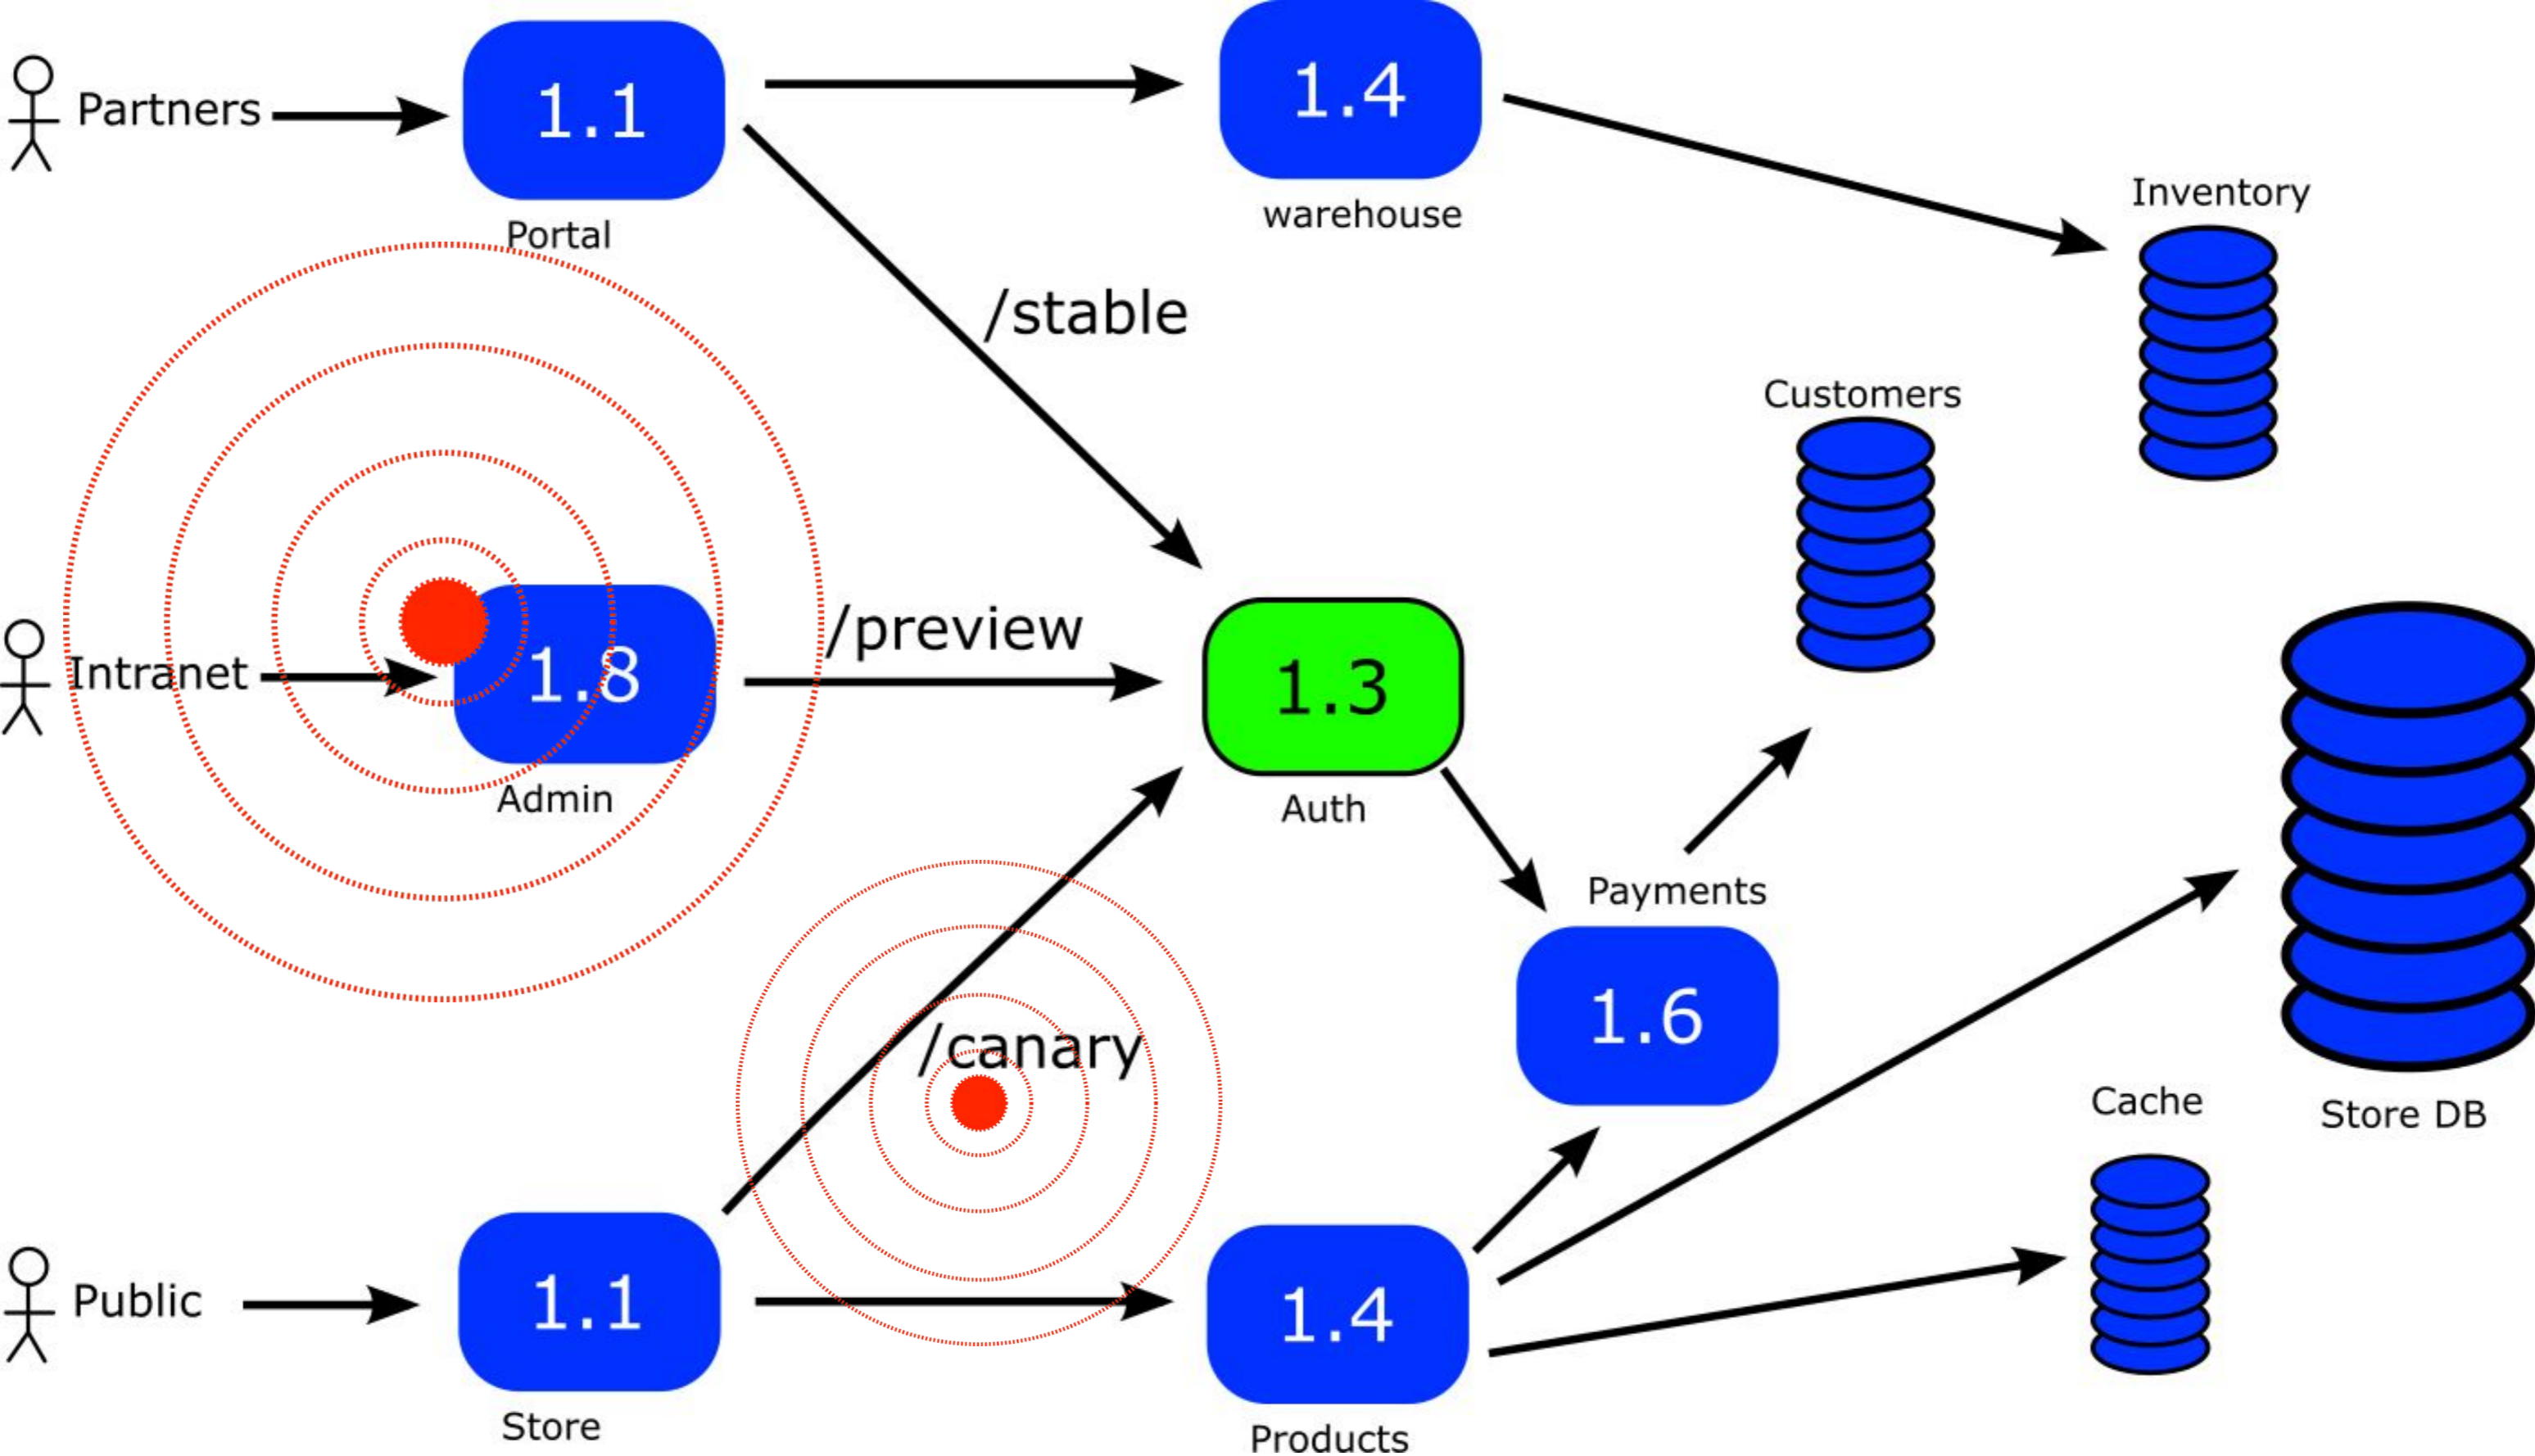 Partners
1.1
Portal
1.4
warehouse
Inventory
/stable
Customers
Intranet
1.8
Admin
/preview
1.3
Auth
Payments
1.6
/canary
Cache
Store DB
Public
1.1
Store
1.4
Products